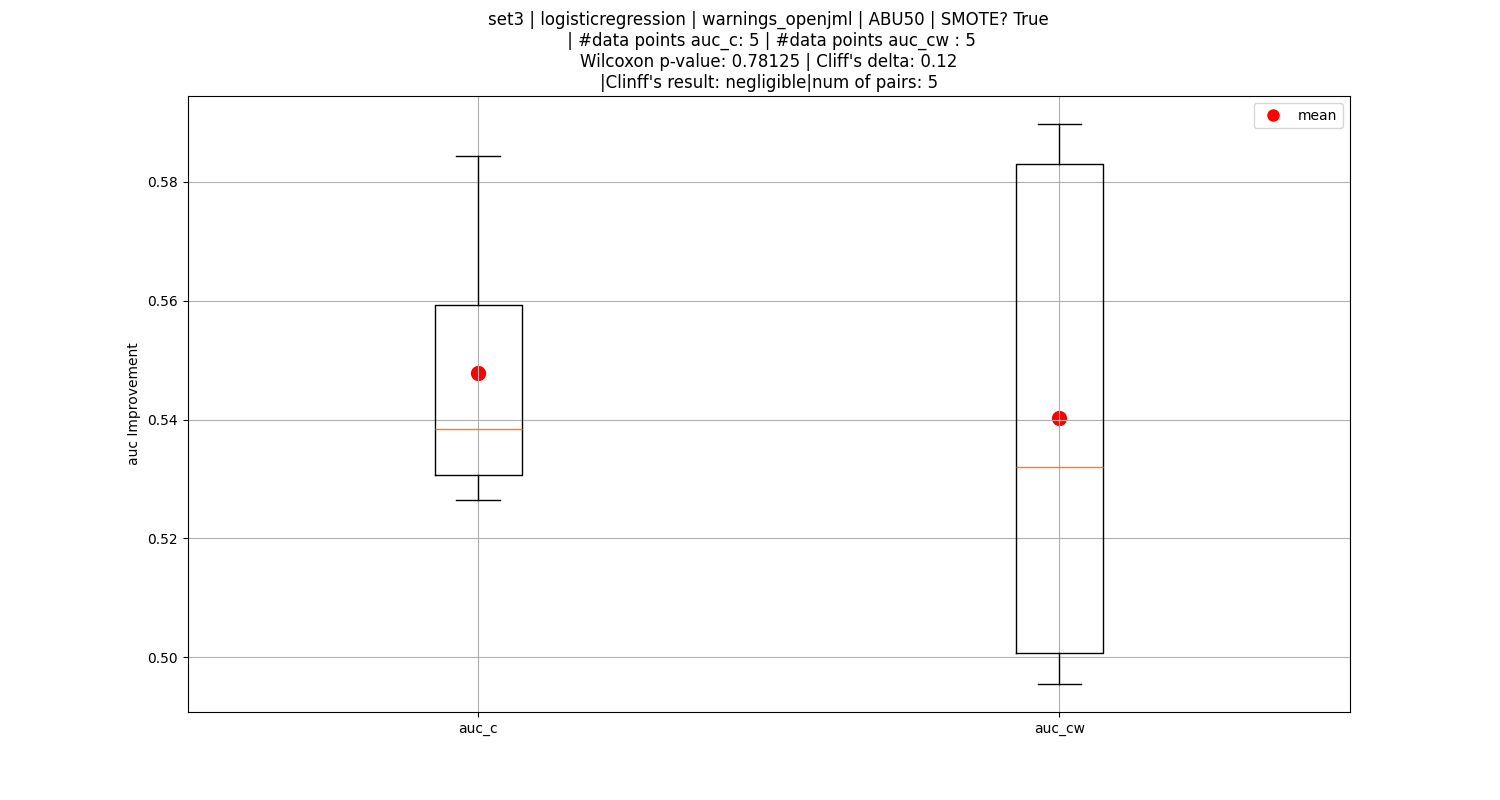 set3 | logisticregression | warnings_openjml | ABU50 | SMOTE? True
| #data points auc_c: 5 | #data points auc_cw : 5
Wilcoxon p-value: 0.78125 | Cliff's delta: 0.12
|Clinff's result: negligible|num of pairs: 5
mean
0.58
0.56
0.54
0.52
0.50
auc Improvement
auc_c
auc_cw